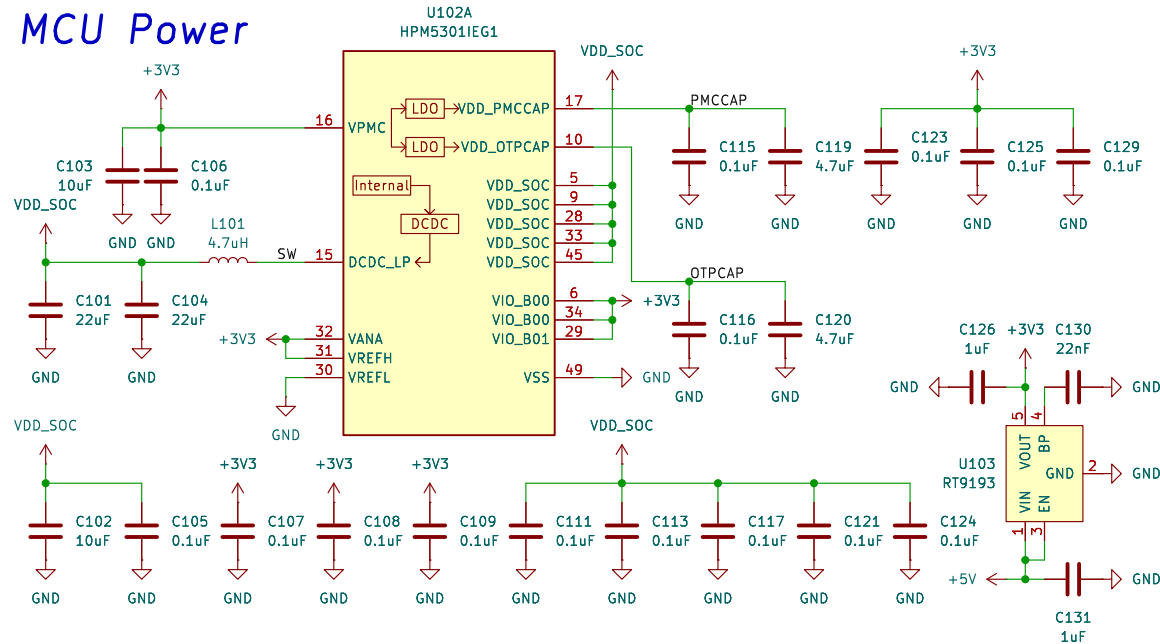 MCU Power
U102A
HPM5301IEG1
+3V3
16
VPMC
LDO
VDD_PMCCAP
17
LDO
VDD_OTPCAP
10
Internal
DCDC
VDD_SOC
5
VDD_SOC
9
VDD_SOC
28
VDD_SOC
33
VDD_SOC
45
15
DCDC_LP
VIO_B00
6
VIO_B00
34
VIO_B01
29
+3V3
32
VANA
31
VREFH
30
VREFL
VSS
49
GND
+3V3
GND
C103
10uF
GND
C106
0.1uF
GND
VDD_SOC
L101
4.7uH
SW
C101
22uF
GND
C104
22uF
GND
VDD_SOC
PMCCAP
C115
0.1uF
GND
C119
4.7uF
GND
OTPCAP
C116
0.1uF
GND
C120
4.7uF
GND
+3V3
C123
0.1uF
GND
C125
0.1uF
GND
C129
0.1uF
GND
VDD_SOC
C102
10uF
GND
C105
0.1uF
GND
+3V3
C107
0.1uF
GND
+3V3
C108
0.1uF
GND
+3V3
C109
0.1uF
GND
VDD_SOC
C111
0.1uF
GND
C113
0.1uF
GND
C117
0.1uF
GND
C121
0.1uF
GND
C124
0.1uF
GND
C126
1uF
GND
+3V3
C130
22nF
GND
5
4
VOUT
BP
U103
RT9193
GND
2
GND
VIN
EN
1
3
+5V
GND
C131
1uF